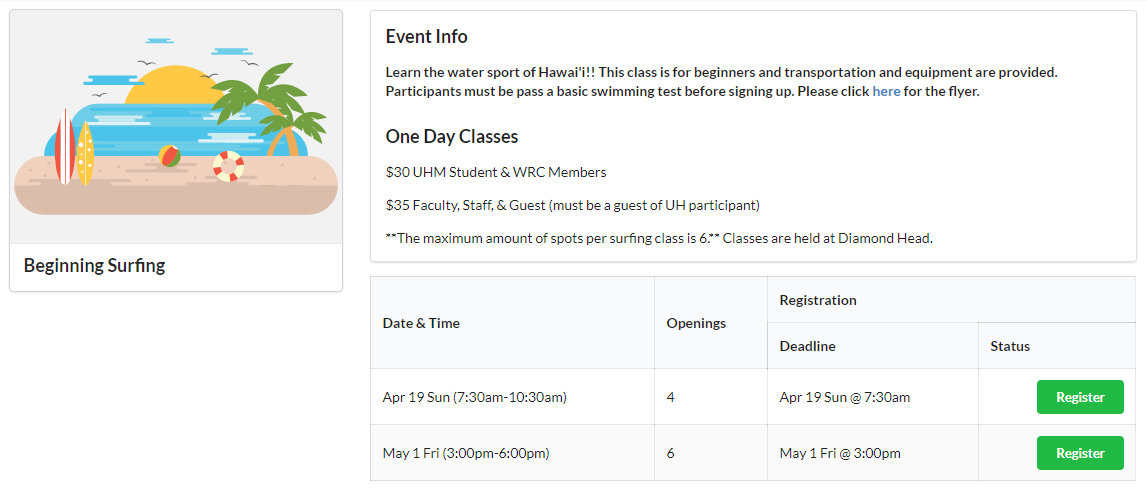 Beginning Surfing
Event Info
Learn the water sport of Hawai'i!! This class is for beginners and transportation and equipment are provided.
Participants must be pass a basic swimming test before signing up. Please click here for the flyer.
One Day Classes
$30 UHM Student & WRC Members
$35 Faculty, Staff, & Guest (must be a guest of UH participant)
**The maximum amount of spots per surfing class is 6.** Classes are held at Diamond Head.
Date & Time Openings Registration
Deadline Status
Apr 19 Sun (7:30am-10:30am) 4 Apr 19 Sun @ 7:30am Register
May 1 Fri (3:00pm-6:00pm) 6 May 1 Fri @ 3:00pm Register